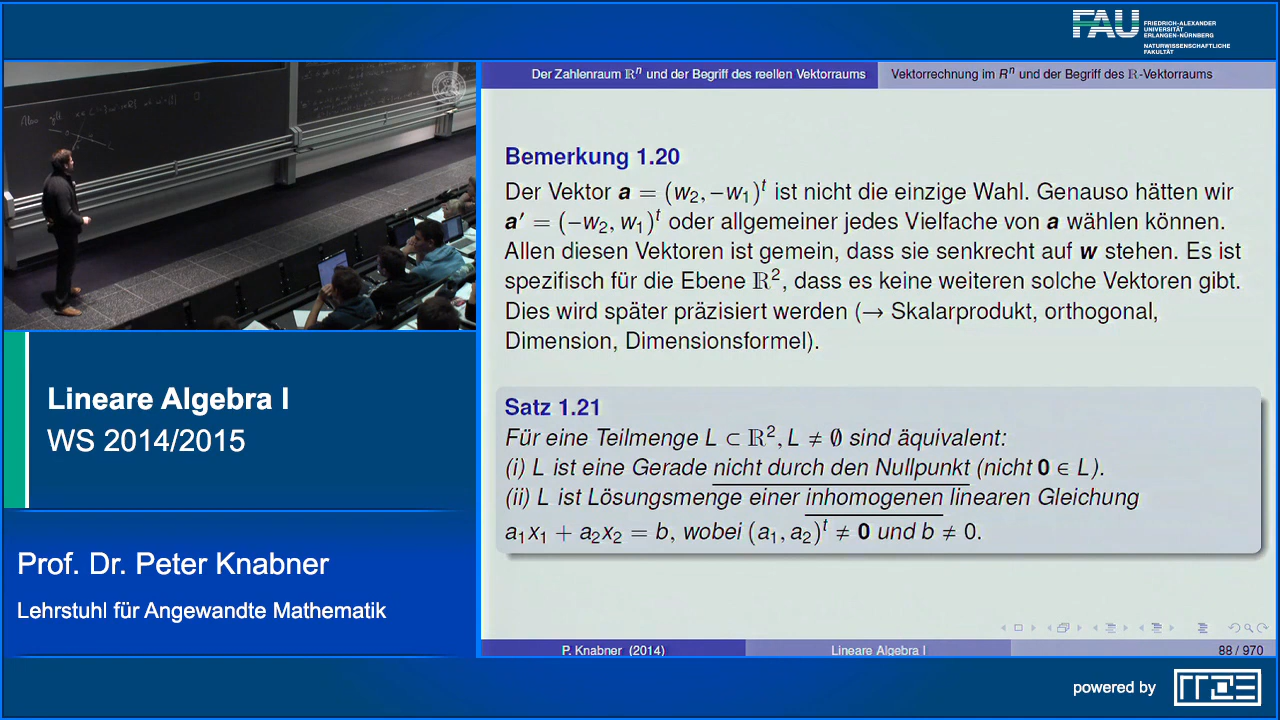 FAU FRIEDRICH-ALEXANDER
UNIVERSITÄT
ERLANGEN-NÜRNBERG
NATURWISSENSCHAFTLICHE
FAKULTÄT
Der Zahlenraum ℝⁿ und der Begriff des reellen Vektorraums
Vektorrechnung im Rⁿ und der Begriff des ℝ-Vektorraums
Bemerkung 1.20
Der Vektor a = (w₂, −w₁)ᵗ ist nicht die einzige Wahl. Genauso hätten wir
a′ = (−w₂, w₁)ᵗ oder allgemeiner jedes Vielfache von a wählen können.
Allen diesen Vektoren ist gemein, dass sie senkrecht auf w stehen. Es ist
spezifisch für die Ebene ℝ², dass es keine weiteren solche Vektoren gibt.
Dies wird später präzisiert werden (→ Skalarprodukt, orthogonal,
Dimension, Dimensionsformel).
Satz 1.21
Für eine Teilmenge L ⊂ ℝ², L ≠ ∅ sind äquivalent:
(i) L ist eine Gerade nicht durch den Nullpunkt (nicht 0 ∈ L).
(ii) L ist Lösungsmenge einer inhomogenen linearen Gleichung
a₁x₁ + a₂x₂ = b, wobei (a₁, a₂)ᵗ ≠ 0 und b ≠ 0.
P. Knabner (2014)
Lineare Algebra I
88 / 970
Lineare Algebra I
WS 2014/2015
Prof. Dr. Peter Knabner
Lehrstuhl für Angewandte Mathematik
powered by